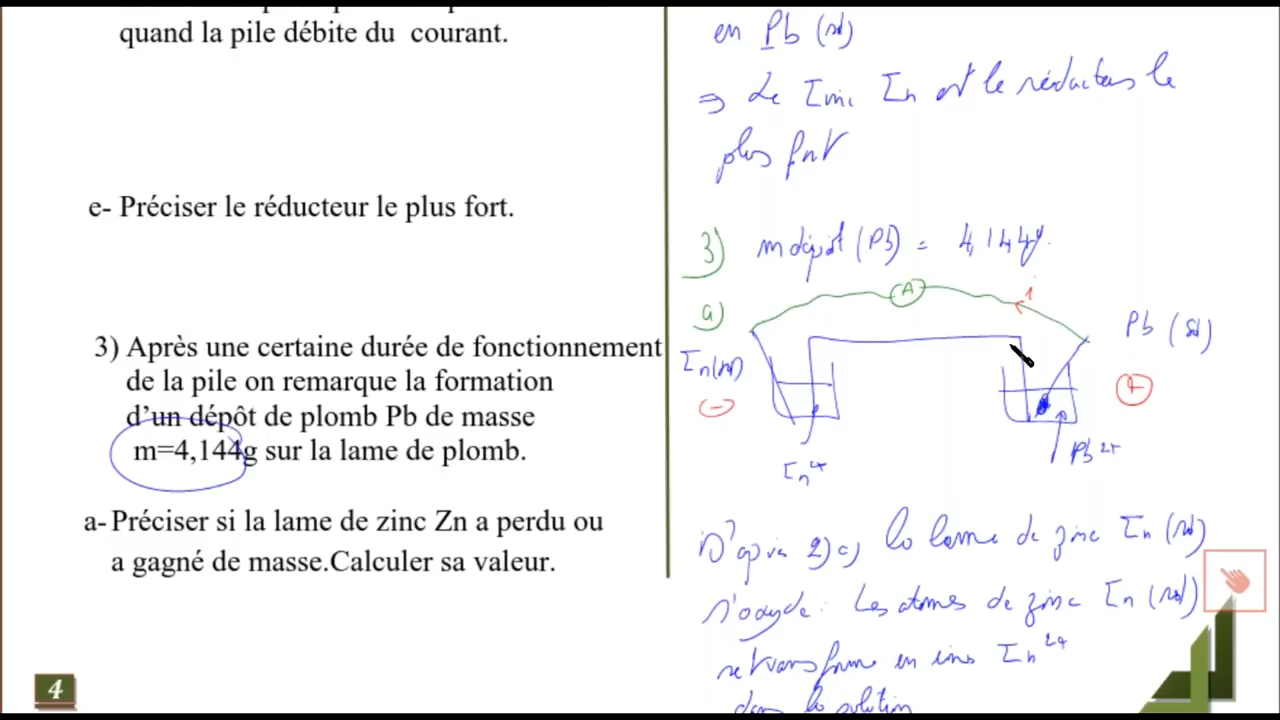 quand la pile débite du courant.
e- Préciser le réducteur le plus fort.
3) Après une certaine durée de fonctionnement
de la pile on remarque la formation
d'un dépôt de plomb Pb de masse
m=4,144g sur la lame de plomb.
a- Préciser si la lame de zinc Zn a perdu ou
a gagné de masse.Calculer sa valeur.
4
en Pb (sd)
⇒ Le Zinc Zn est le réducteur le
plus fort
3) m dépôt (Pb) = 4,144g.
a)
A
i
Zn (sd)
Pb (sd)
-
+
Zn2+
Pb2+
D'après 2) c) la lame de zinc Zn (sd)
s'oxyde : Les atomes de zinc Zn (sd)
se transforme en ions Zn2+
dans la solution